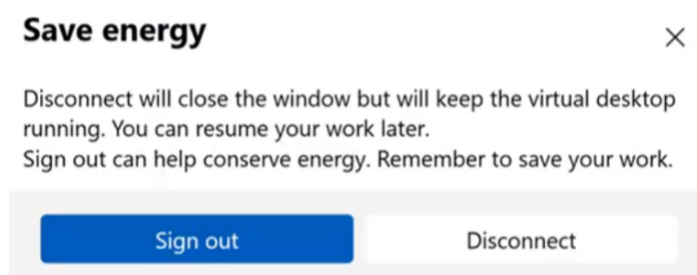 Save energy
Disconnect will close the window but will keep the virtual desktop
running. You can resume your work later.
Sign out can help conserve energy. Remember to save your work.
Sign out
Disconnect